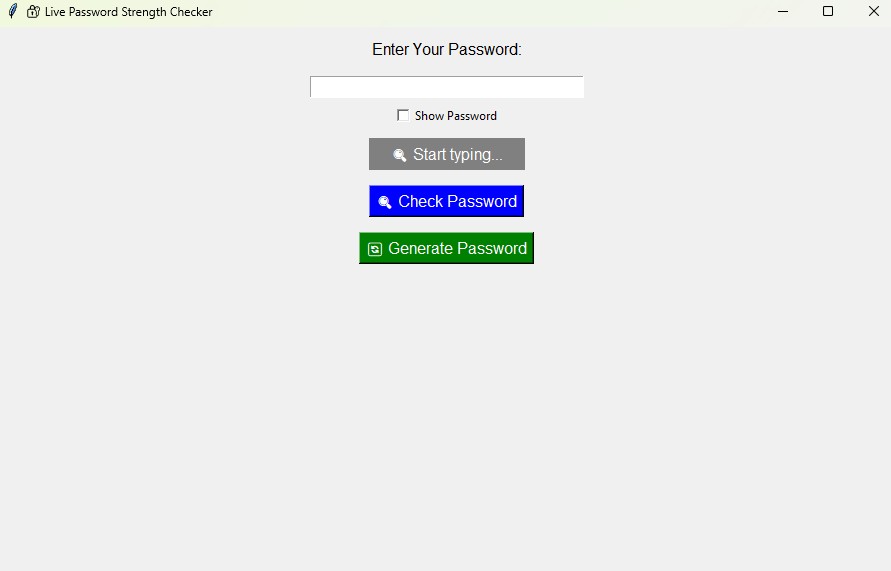 Live Password Strength Checker
Enter Your Password:
Show Password
Start typing...
Check Password
Generate Password